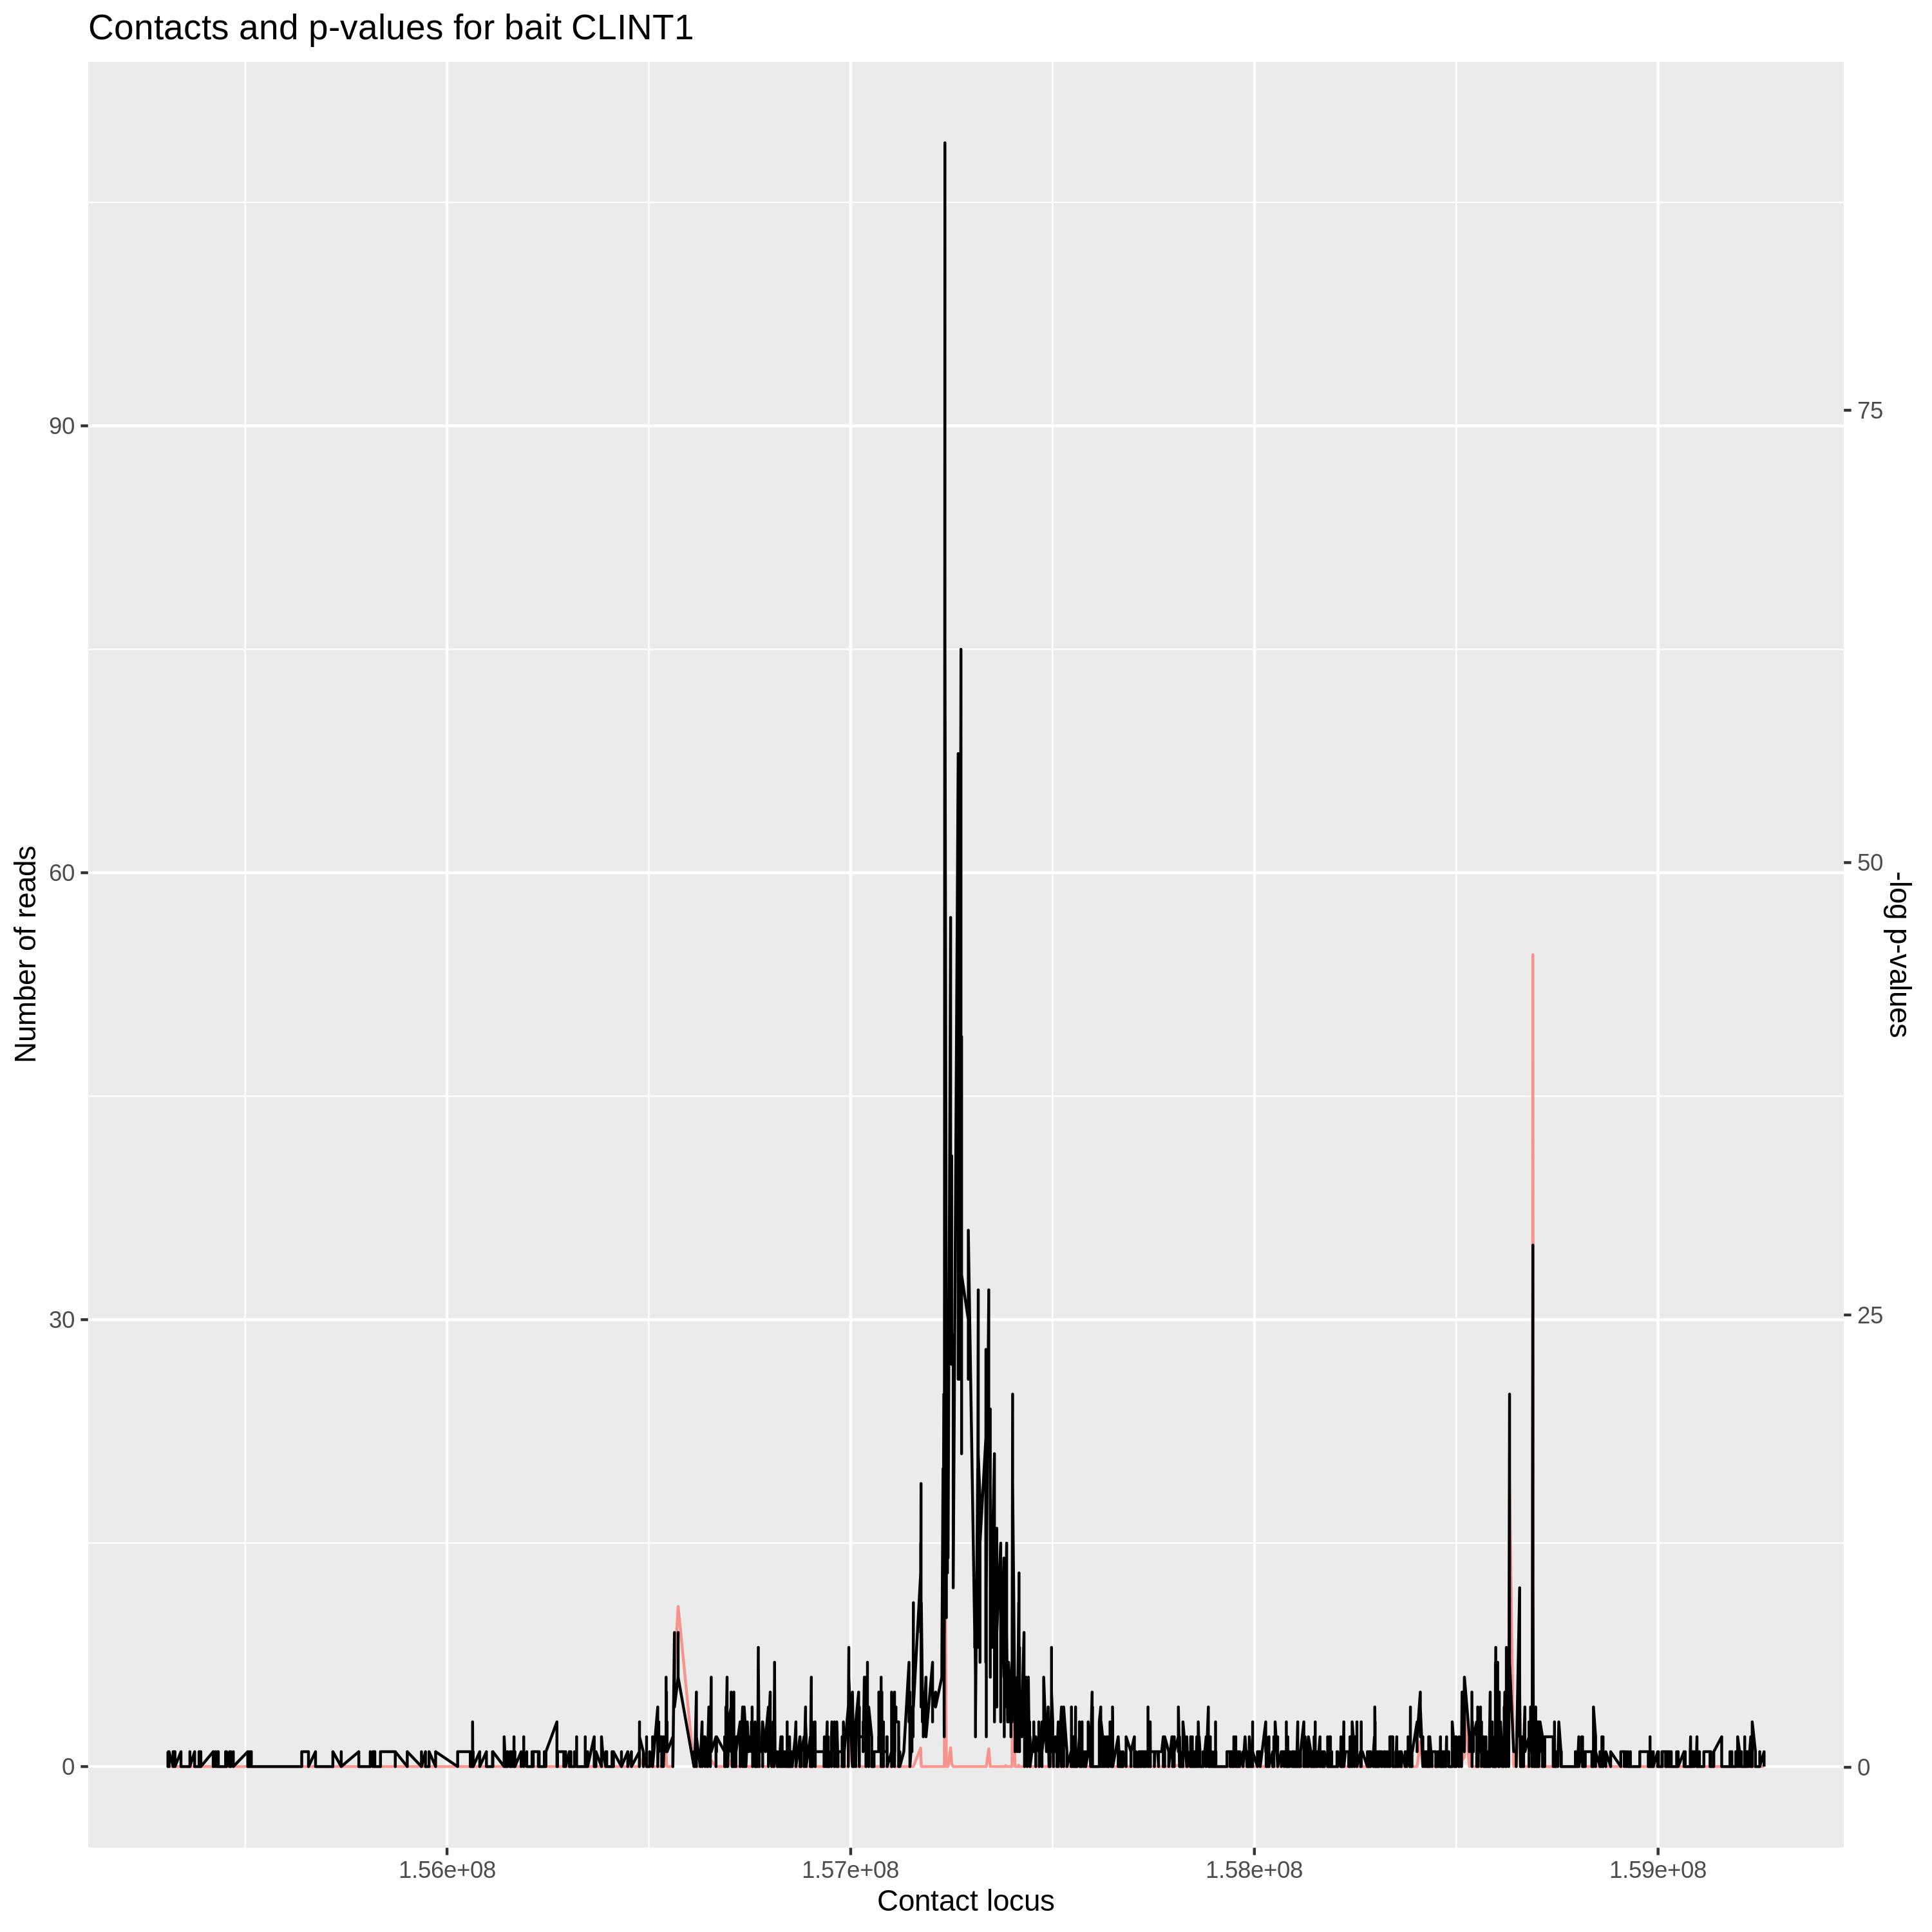 Contacts and p-values for bait CLINT1
90
75
60
50
Number of reads
-log p-values
30
25
0
0
1.56e+08
1.57e+08
1.58e+08
1.59e+08
Contact locus